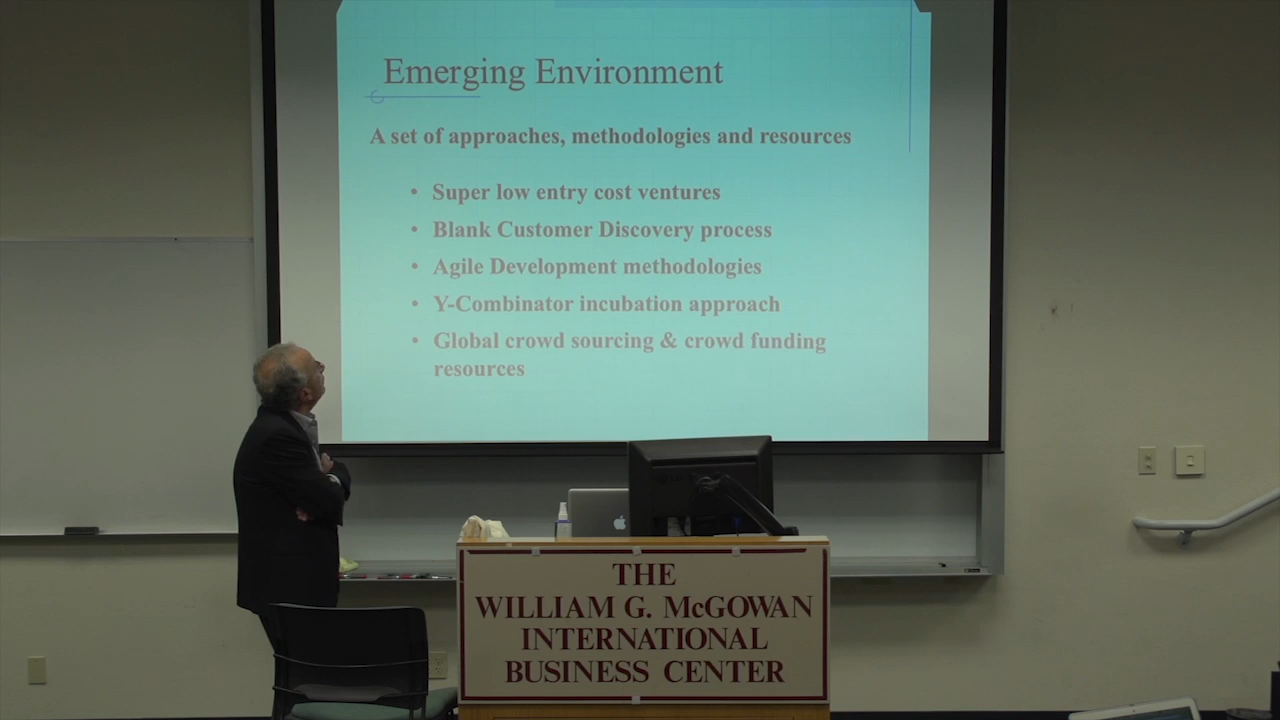 Emerging Environment
A set of approaches, methodologies and resources
• Super low entry cost ventures
• Blank Customer Discovery process
• Agile Development methodologies
• Y-Combinator incubation approach
• Global crowd sourcing & crowd funding
resources
THE
WILLIAM G. McGOWAN
INTERNATIONAL
BUSINESS CENTER